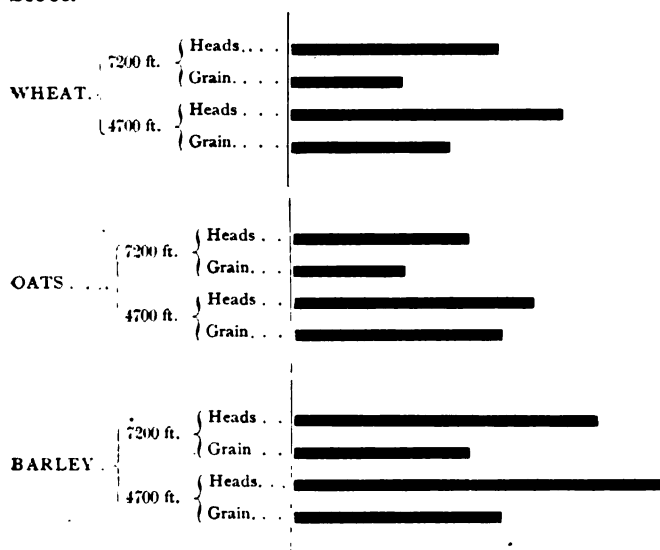 7200 ft. { Heads....
Grain....
WHEAT.
4700 ft. { Heads....
Grain....
7200 ft. { Heads...
Grain....
OATS....
4700 ft. { Heads...
Grain....
7200 ft. { Heads...
Grain...
BARLEY.
4700 ft. { Heads....
Grain....